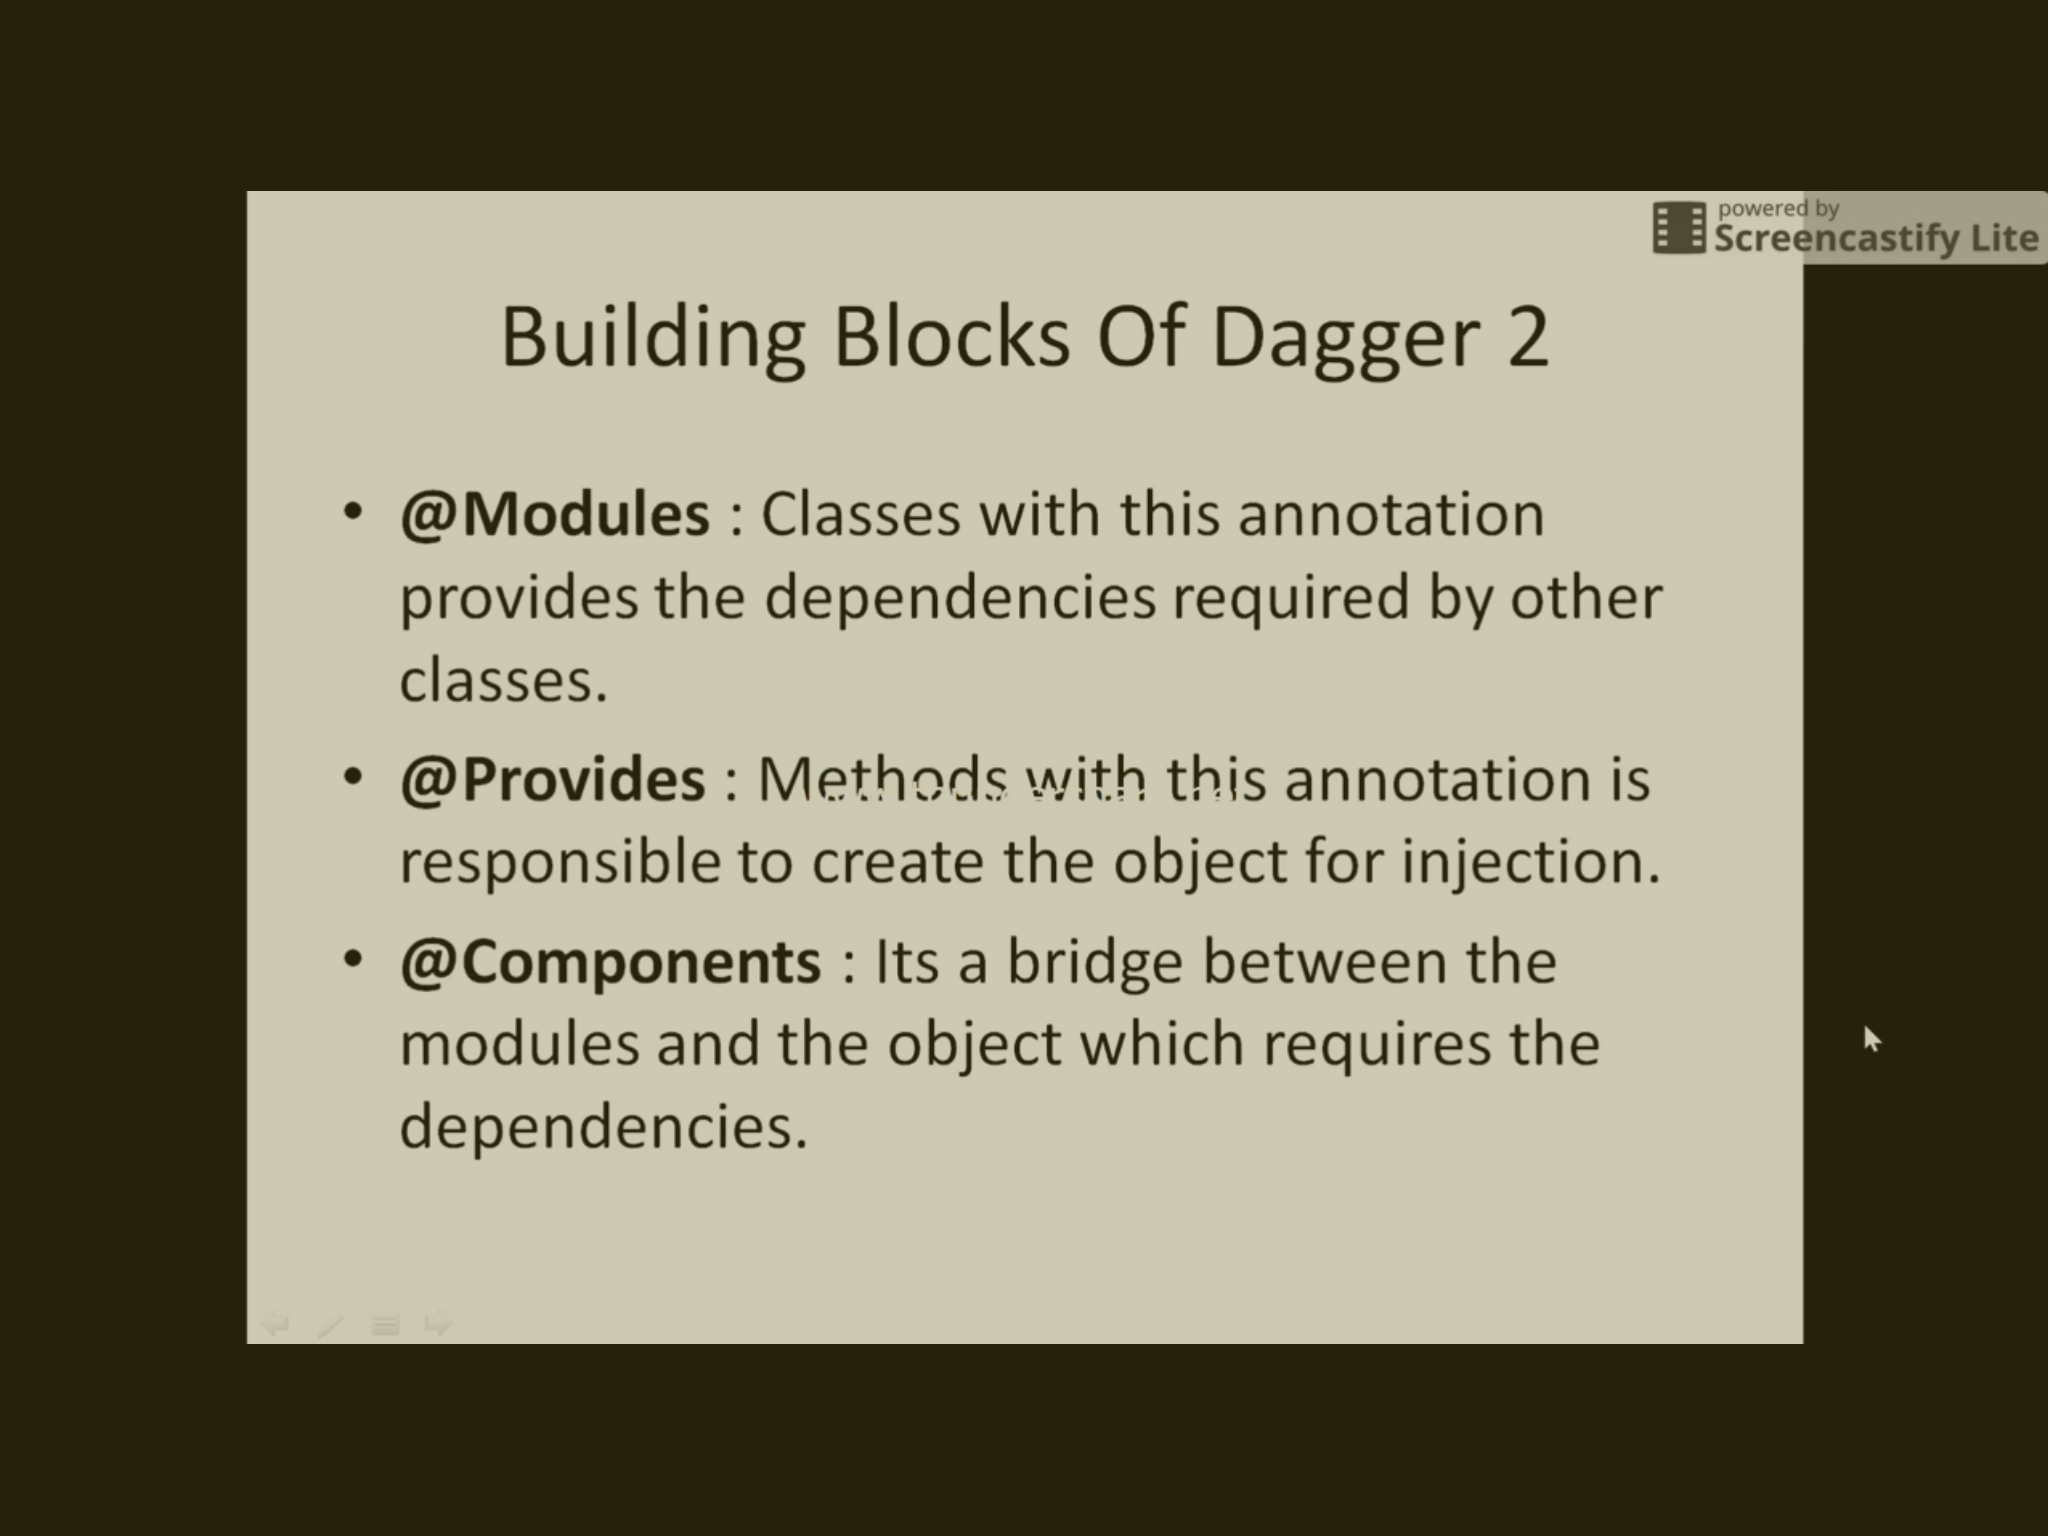 powered by
Screencastify Lite
Building Blocks Of Dagger 2
• @Modules : Classes with this annotation
provides the dependencies required by other
classes.
• @Provides : Methods with this annotation is
responsible to create the object for injection.
• @Components : Its a bridge between the
modules and the object which requires the
dependencies.